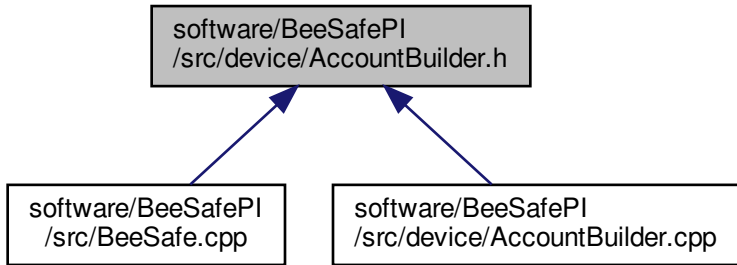 software/BeeSafePI
/src/device/AccountBuilder.h
software/BeeSafePI
/src/BeeSafe.cpp
software/BeeSafePI
/src/device/AccountBuilder.cpp